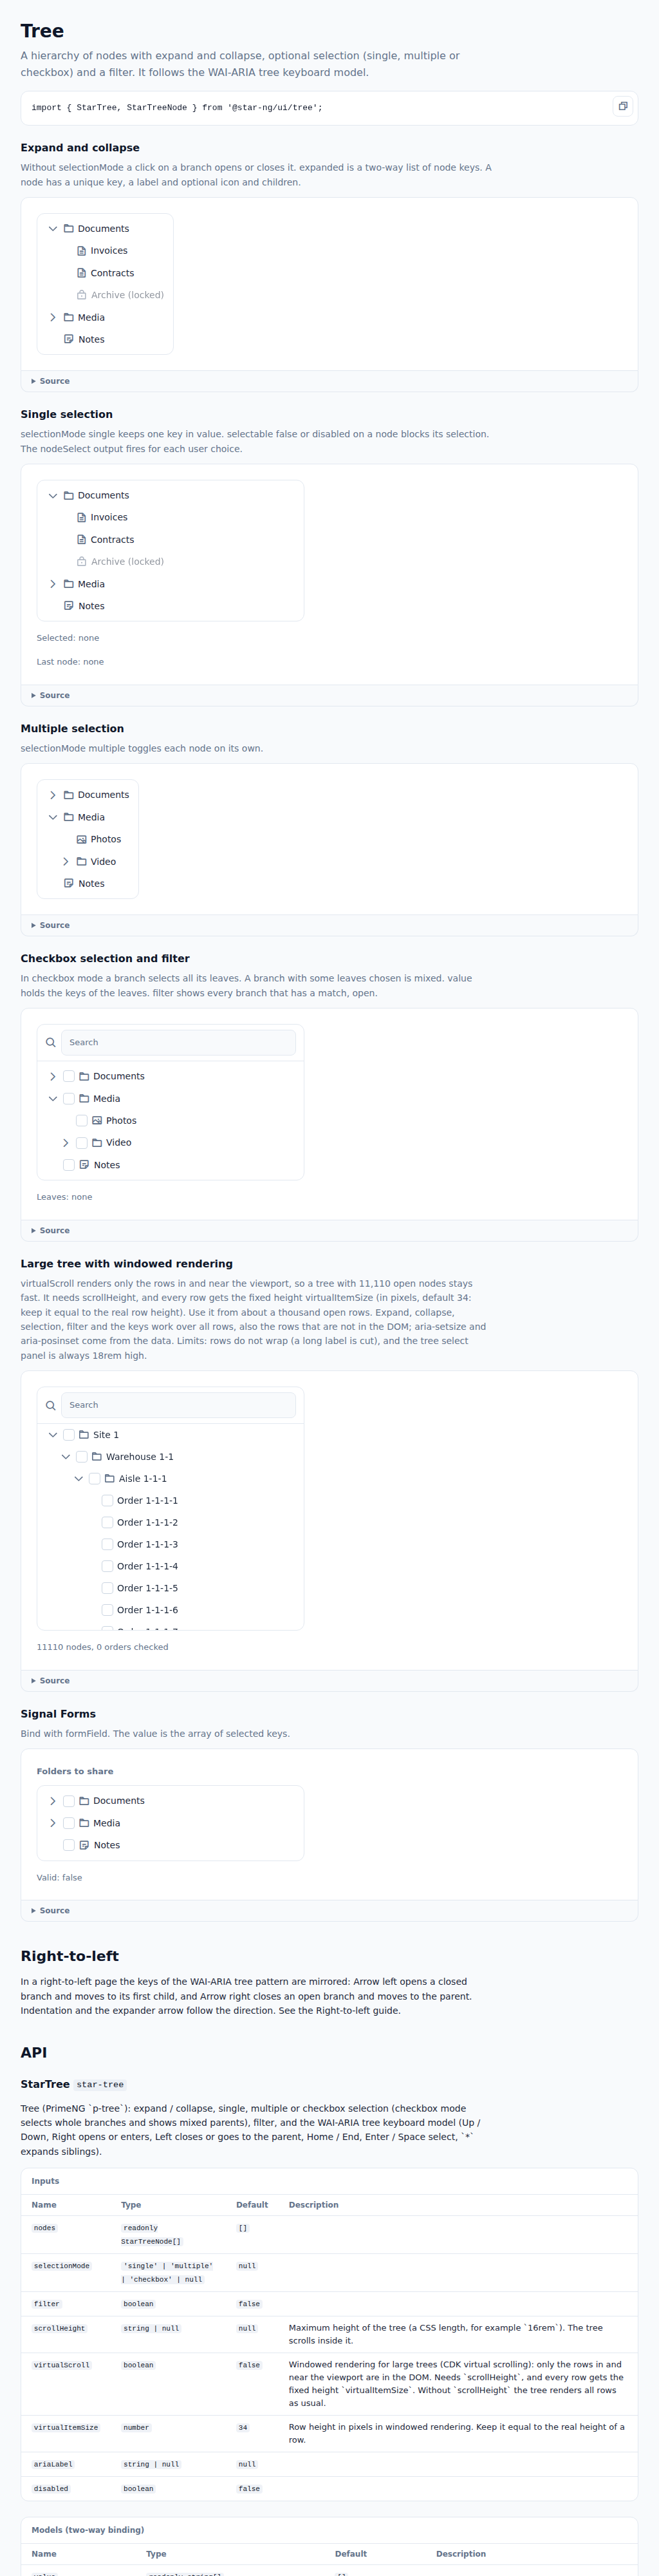 Tree
A hierarchy of nodes with expand and collapse, optional selection (single, multiple or
checkbox) and a filter. It follows the WAI-ARIA tree keyboard model.
import { StarTree, StarTreeNode } from '@star-ng/ui/tree';
Expand and collapse
Without selectionMode a click on a branch opens or closes it. expanded is a two-way list of node keys. A
node has a unique key, a label and optional icon and children.
Documents
Invoices
Contracts
Archive (locked)
Media
Notes
Source
Single selection
selectionMode single keeps one key in value. selectable false or disabled on a node blocks its selection.
The nodeSelect output fires for each user choice.
Documents
Invoices
Contracts
Archive (locked)
Media
Notes
Selected: none
Last node: none
Source
Multiple selection
selectionMode multiple toggles each node on its own.
Documents
Media
Photos
Video
Notes
Source
Checkbox selection and filter
In checkbox mode a branch selects all its leaves. A branch with some leaves chosen is mixed. value
holds the keys of the leaves. filter shows every branch that has a match, open.
Search
Documents
Media
Photos
Video
Notes
Leaves: none
Source
Large tree with windowed rendering
virtualScroll renders only the rows in and near the viewport, so a tree with 11,110 open nodes stays
fast. It needs scrollHeight, and every row gets the fixed height virtualItemSize (in pixels, default 34:
keep it equal to the real row height). Use it from about a thousand open rows. Expand, collapse,
selection, filter and the keys work over all rows, also the rows that are not in the DOM; aria-setsize and
aria-posinset come from the data. Limits: rows do not wrap (a long label is cut), and the tree select
panel is always 18rem high.
Search
Site 1
Warehouse 1-1
Aisle 1-1-1
Order 1-1-1-1
Order 1-1-1-2
Order 1-1-1-3
Order 1-1-1-4
Order 1-1-1-5
Order 1-1-1-6
11110 nodes, 0 orders checked
Source
Signal Forms
Bind with formField. The value is the array of selected keys.
Folders to share
Documents
Media
Notes
Valid: false
Source
Right-to-left
In a right-to-left page the keys of the WAI-ARIA tree pattern are mirrored: Arrow left opens a closed
branch and moves to its first child, and Arrow right closes an open branch and moves to the parent.
Indentation and the expander arrow follow the direction. See the Right-to-left guide.
API
StarTree star-tree
Tree (PrimeNG `p-tree`): expand / collapse, single, multiple or checkbox selection (checkbox mode
selects whole branches and shows mixed parents), filter, and the WAI-ARIA tree keyboard model (Up /
Down, Right opens or enters, Left closes or goes to the parent, Home / End, Enter / Space select, `*`
expands siblings).
Inputs
Name Type Default Description
nodes readonly StarTreeNode[] []
selectionMode 'single' | 'multiple' | 'checkbox' | null null
filter boolean false
scrollHeight string | null null Maximum height of the tree (a CSS length, for example `16rem`). The tree
scrolls inside it.
virtualScroll boolean false Windowed rendering for large trees (CDK virtual scrolling): only the rows in and
near the viewport are in the DOM. Needs `scrollHeight`, and every row gets the
fixed height `virtualItemSize`. Without `scrollHeight` the tree renders all rows
as usual.
virtualItemSize number 34 Row height in pixels in windowed rendering. Keep it equal to the real height of a
row.
ariaLabel string | null null
disabled boolean false
Models (two-way binding)
Name Type Default Description